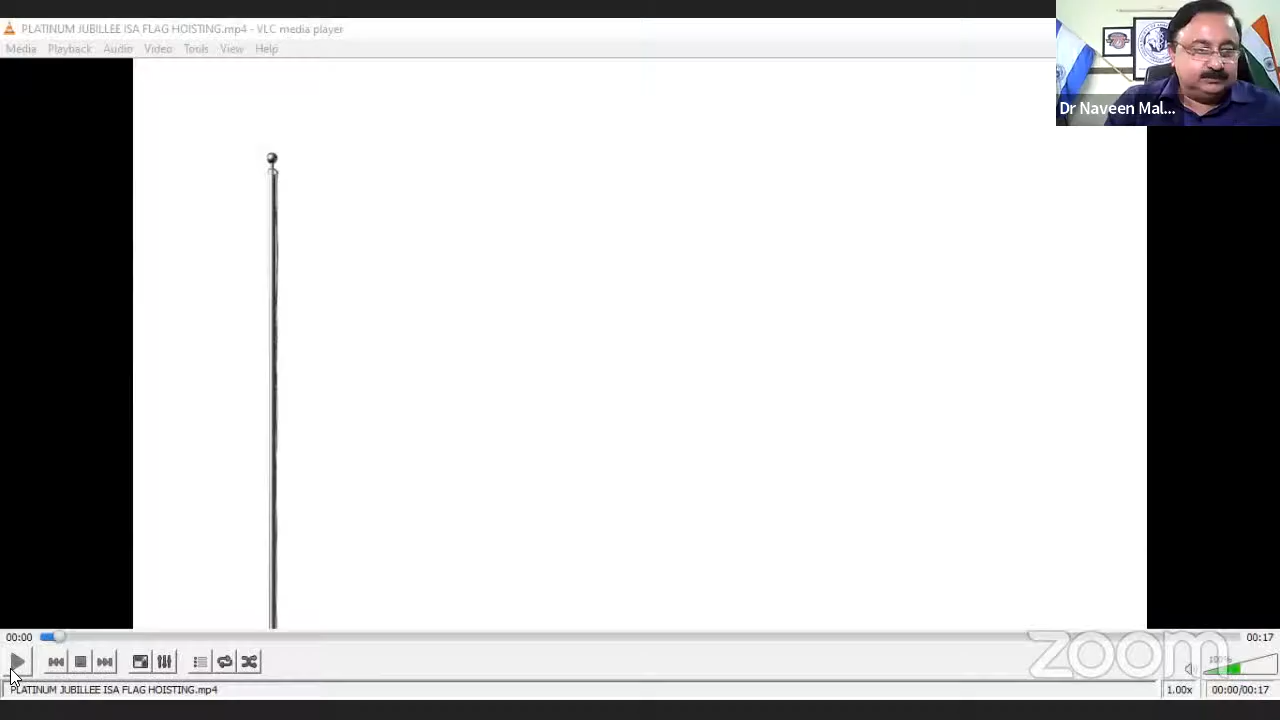 PLATINUM JUBILLEE ISA FLAG HOISTING.mp4 - VLC media player
Media Playback Audio Video Tools View Help
Dr Naveen Mal...
00:00
00:17
zoom
100%
PLATINUM JUBILLEE ISA FLAG HOISTING.mp4
1.00x
00:00/00:17